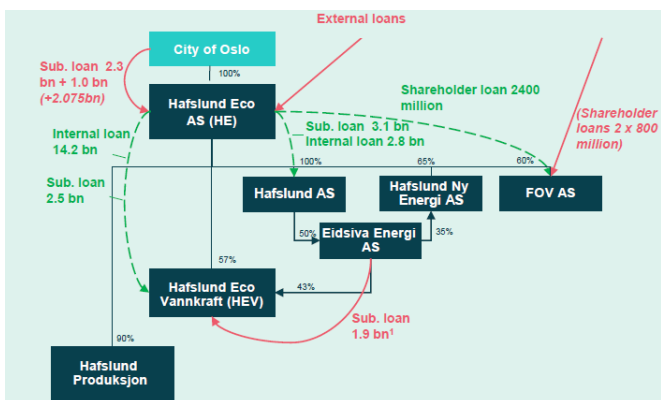 External loans
City of Oslo
Sub. loan 2.3
bn + 1.0 bn
(+2.075bn)
100%
Shareholder loan 2400
million
Hafslund Eco
AS (HE)
(Shareholder
loans 2 x 800
million)
Internal loan
14.2 bn
Sub. loan 3.1 bn
Internal loan 2.8 bn
100%
65%
60%
Sub. loan
2.5 bn
Hafslund AS
Hafslund Ny
Energi AS
FOV AS
50%
Eidsiva Energi
AS
35%
57%
Hafslund Eco
Vannkraft (HEV)
43%
Sub. loan
1.9 bn¹
90%
Hafslund
Produksjon